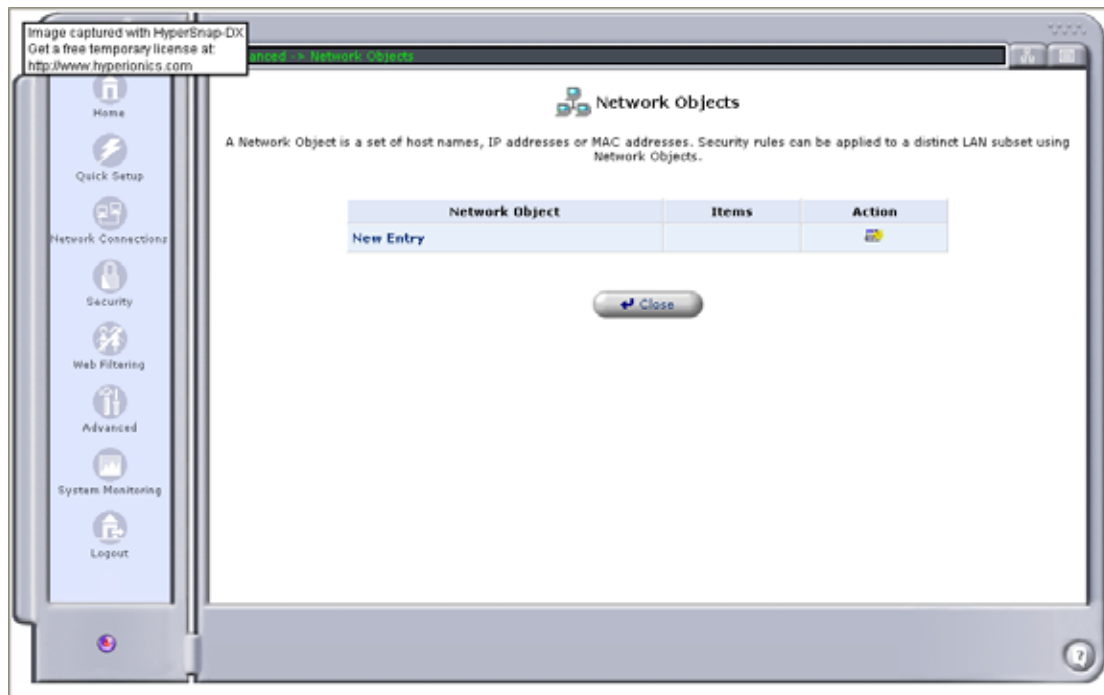 Image captured with HyperSnap-DX
Get a free temporary license at:
http://www.hyperionics.com
anced -> Network Objects
Home
Quick Setup
Network Connections
Security
Web Filtering
Advanced
System Monitoring
Logout
Network Objects
A Network Object is a set of host names, IP addresses or MAC addresses. Security rules can be applied to a distinct LAN subset using
Network Objects.
Network Object Items Action
New Entry
Close
?